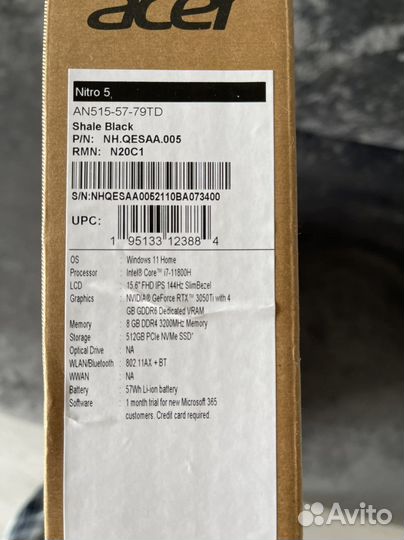 acer
Nitro 5
AN515-57-79TD
Shale Black
P/N: NH.QESAA.005
RMN: N20C1
S/N:NHQESAA0052110BA073400
UPC:
1 95133 12388 4
OS : Windows 11 Home
Processor : Intel® Core™ i7-11800H
LCD : 15.6" FHD IPS 144Hz SlimBezel
Graphics : NVIDIA® GeForce RTX™ 3050Ti with 4
GB GDDR6 Dedicated VRAM
Memory : 8 GB DDR4 3200MHz Memory
Storage : 512GB PCIe NVMe SSD*
Optical Drive : NA
WLAN/Bluetooth : 802.11AX + BT
WWAN : NA
Battery : 57Wh Li-ion battery
Software : 1 month trial for new Microsoft 365
customers. Credit card required.
Avito